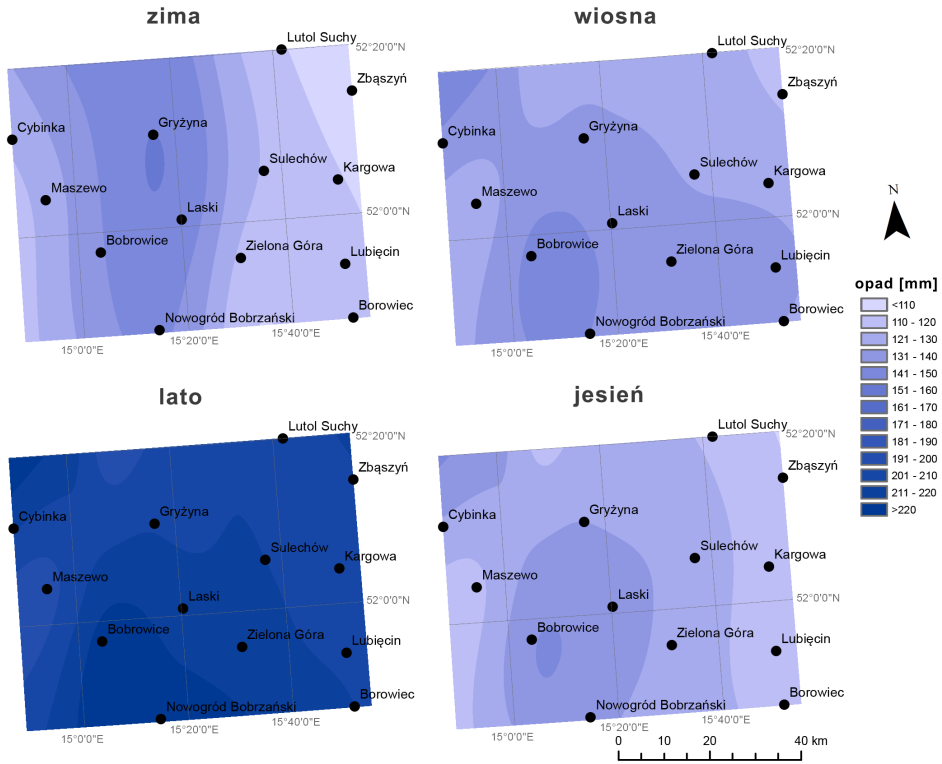 zima
Lutol Suchy
52°20'0"N
Zbąszyń
Cybinka
Gryżyna
Sulechów
Kargowa
Maszewo
Laski
52°0'0"N
Bobrowice
Zielona Góra
Lubięcin
Borowiec
Nowogród Bobrzański
15°0'0"E
15°20'0"E
15°40'0"E
wiosna
Lutol Suchy
52°20'0"N
Zbąszyń
Cybinka
Gryżyna
Sulechów
Kargowa
Maszewo
Laski
52°0'0"N
Bobrowice
Zielona Góra
Lubięcin
Borowiec
Nowogród Bobrzański
15°0'0"E
15°20'0"E
15°40'0"E
N
opad [mm]
<110
110 - 120
121 - 130
131 - 140
141 - 150
151 - 160
161 - 170
171 - 180
181 - 190
191 - 200
201 - 210
211 - 220
>220
lato
Lutol Suchy
52°20'0"N
Zbąszyń
Cybinka
Gryżyna
Sulechów
Kargowa
Maszewo
Laski
52°0'0"N
Bobrowice
Zielona Góra
Lubięcin
Borowiec
Nowogród Bobrzański
15°0'0"E
15°20'0"E
15°40'0"E
jesień
Lutol Suchy
52°20'0"N
Zbąszyń
Cybinka
Gryżyna
Sulechów
Kargowa
Maszewo
Laski
52°0'0"N
Bobrowice
Zielona Góra
Lubięcin
Borowiec
Nowogród Bobrzański
15°0'0"E
15°20'0"E
15°40'0"E
0 10 20 40 km